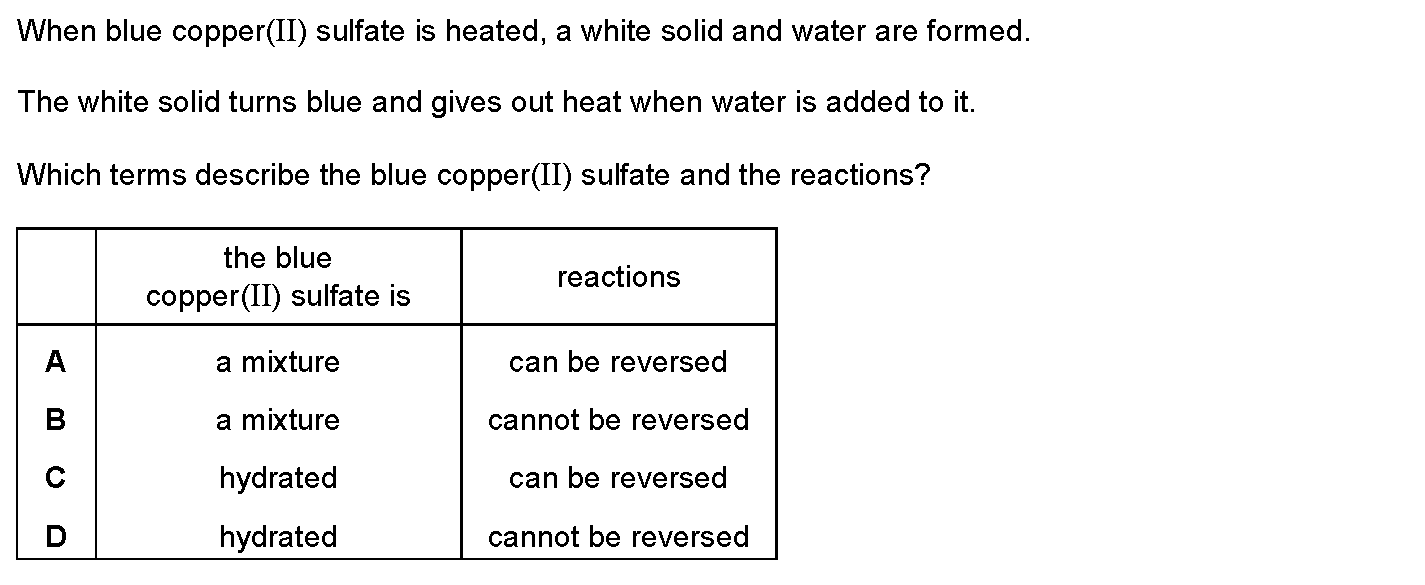 When blue copper(II) sulfate is heated, a white solid and water are formed.
The white solid turns blue and gives out heat when water is added to it.
Which terms describe the blue copper(II) sulfate and the reactions?
the blue
copper(II) sulfate is
reactions
A a mixture can be reversed
B a mixture cannot be reversed
C hydrated can be reversed
D hydrated cannot be reversed